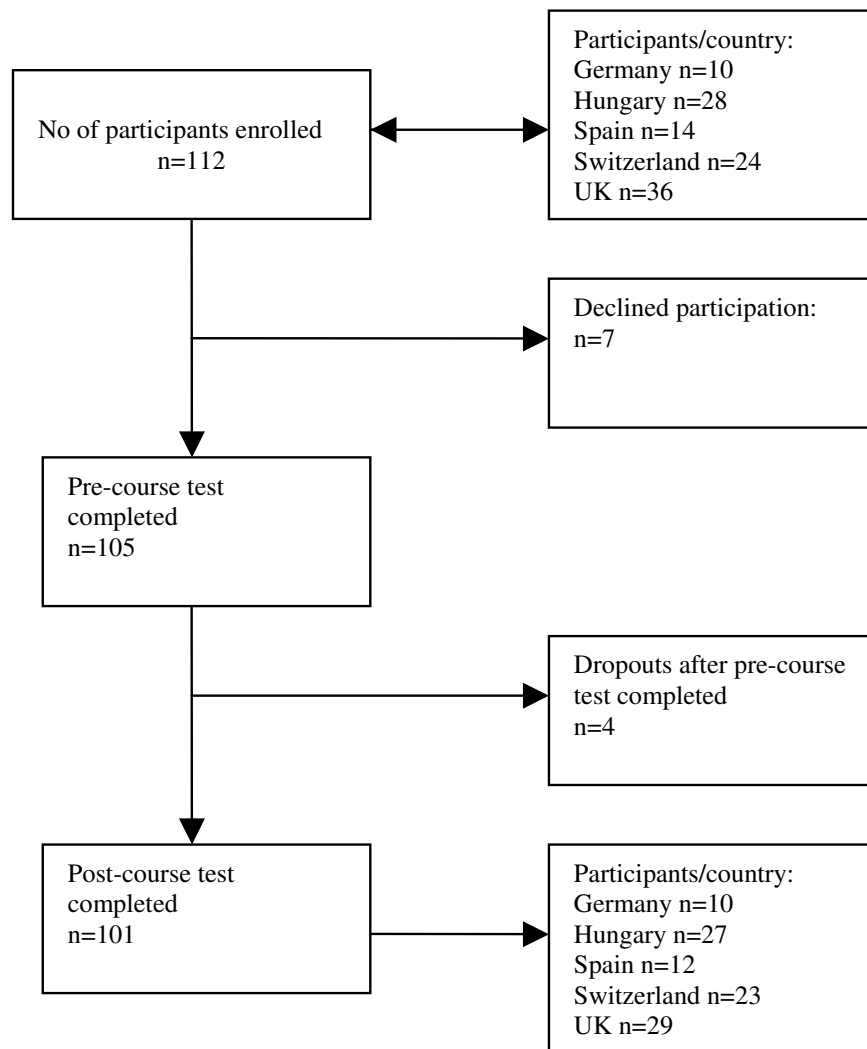 Participants/country:
Germany n=10
Hungary n=28
Spain n=14
Switzerland n=24
UK n=36
No of participants enrolled
n=112
Declined participation:
n=7
Pre-course test
completed
n=105
Dropouts after pre-course
test completed
n=4
Post-course test
completed
n=101
Participants/country:
Germany n=10
Hungary n=27
Spain n=12
Switzerland n=23
UK n=29